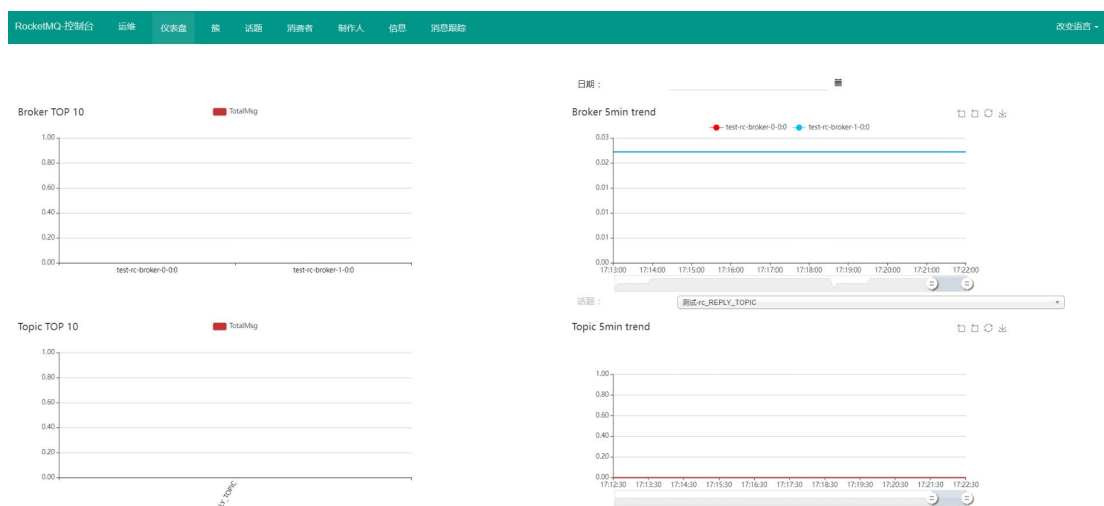 RocketMQ-控制台 运维 仪表盘 簇 话题 消费者 制作人 信息 消息跟踪 改变语言
日期：
Broker TOP 10 TotalMsg
1.00
0.80
0.60
0.40
0.20
0.00
test-rc-broker-0-0:0 test-rc-broker-1-0:0
Broker 5min trend
test-rc-broker-0-0:0 test-rc-broker-1-0:0
0.03
0.02
0.01
0.01
0.01
0.00
17:13:00 17:14:00 17:15:00 17:16:00 17:17:00 17:18:00 17:19:00 17:20:00 17:21:00 17:22:00
话题：
测试-rc_REPLY_TOPIC
Topic TOP 10 TotalMsg
1.00
0.80
0.60
0.40
0.20
0.00
_TOPIC
Topic 5min trend
1.00
0.80
0.60
0.40
0.20
0.00
17:12:30 17:13:30 17:14:30 17:15:30 17:16:30 17:17:30 17:18:30 17:19:30 17:20:30 17:21:30 17:22:30